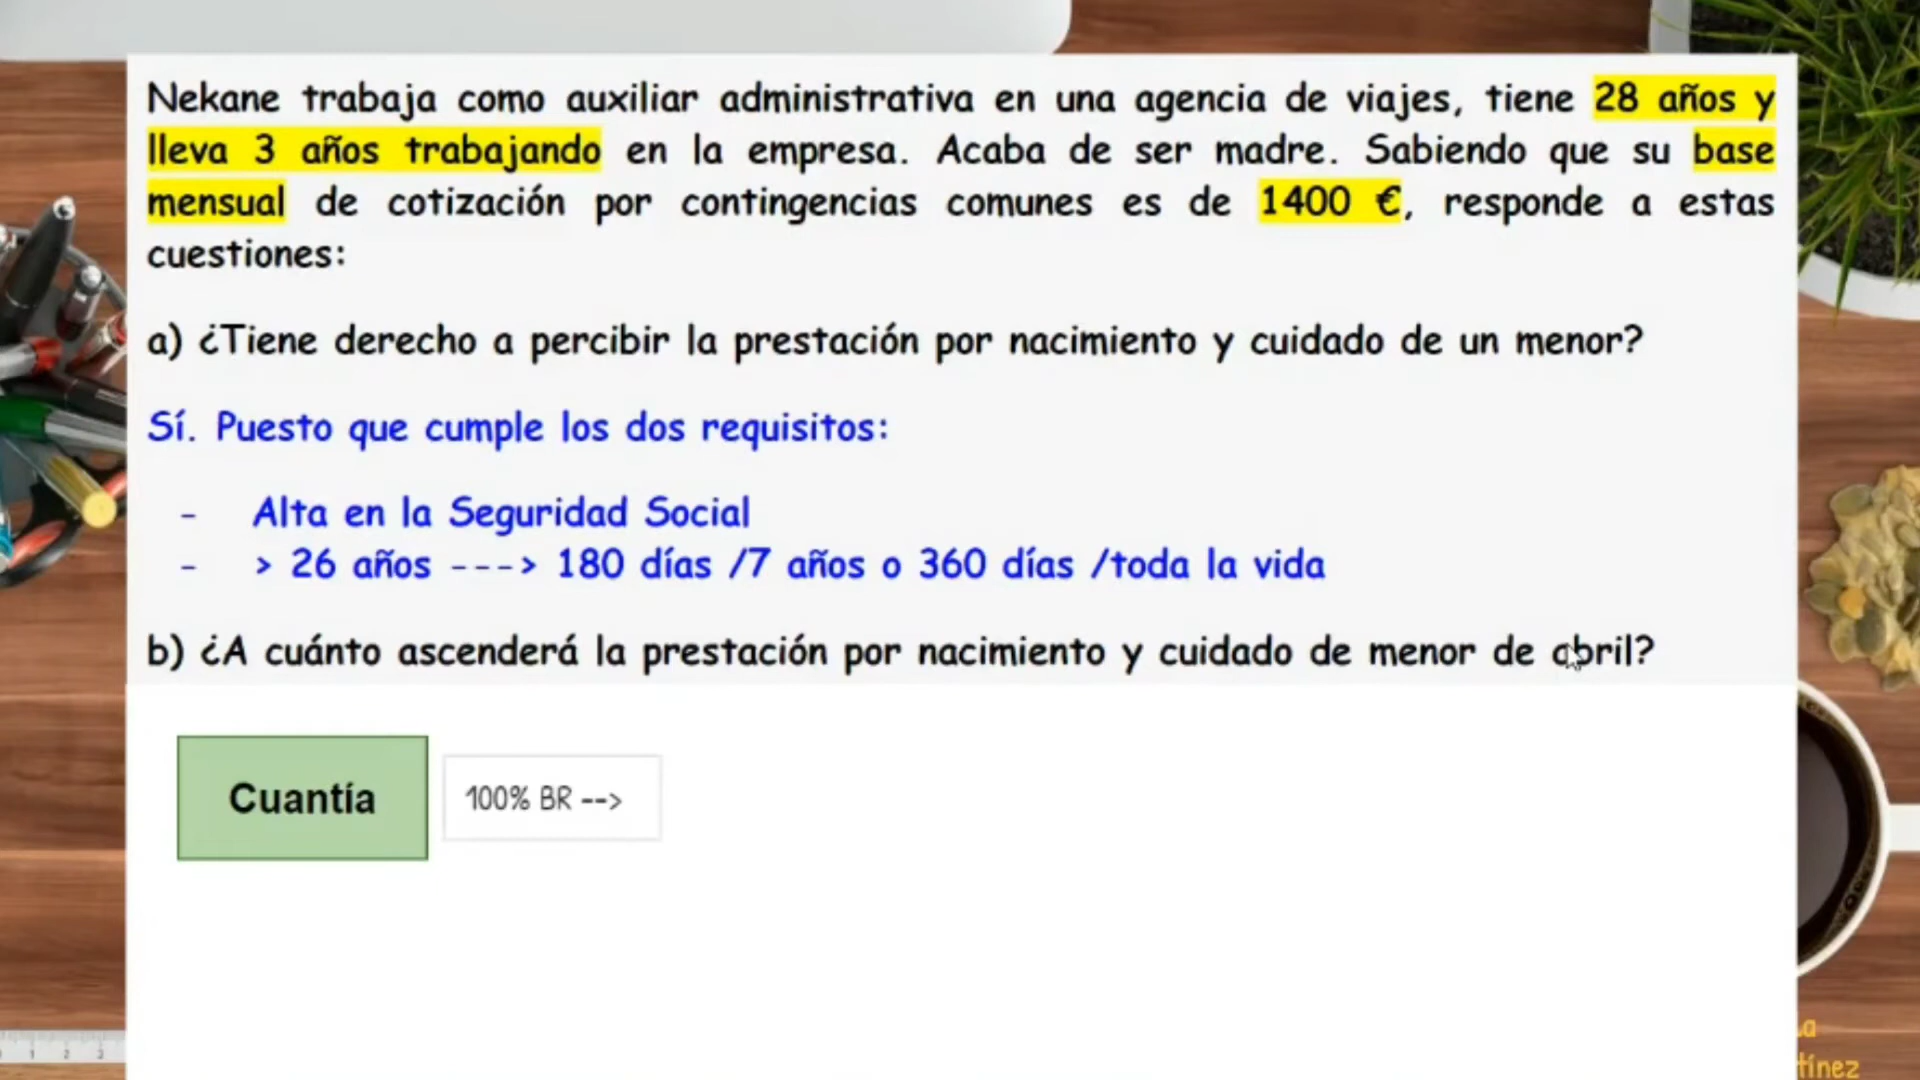 Nekane trabaja como auxiliar administrativa en una agencia de viajes, tiene 28 años y
lleva 3 años trabajando en la empresa. Acaba de ser madre. Sabiendo que su base
mensual de cotización por contingencias comunes es de 1400 €, responde a estas
cuestiones:
a) ¿Tiene derecho a percibir la prestación por nacimiento y cuidado de un menor?
Sí. Puesto que cumple los dos requisitos:
- Alta en la Seguridad Social
- > 26 años ---> 180 días /7 años o 360 días /toda la vida
b) ¿A cuánto ascenderá la prestación por nacimiento y cuidado de menor de abril?
Cuantía
100% BR -->
1 2 3